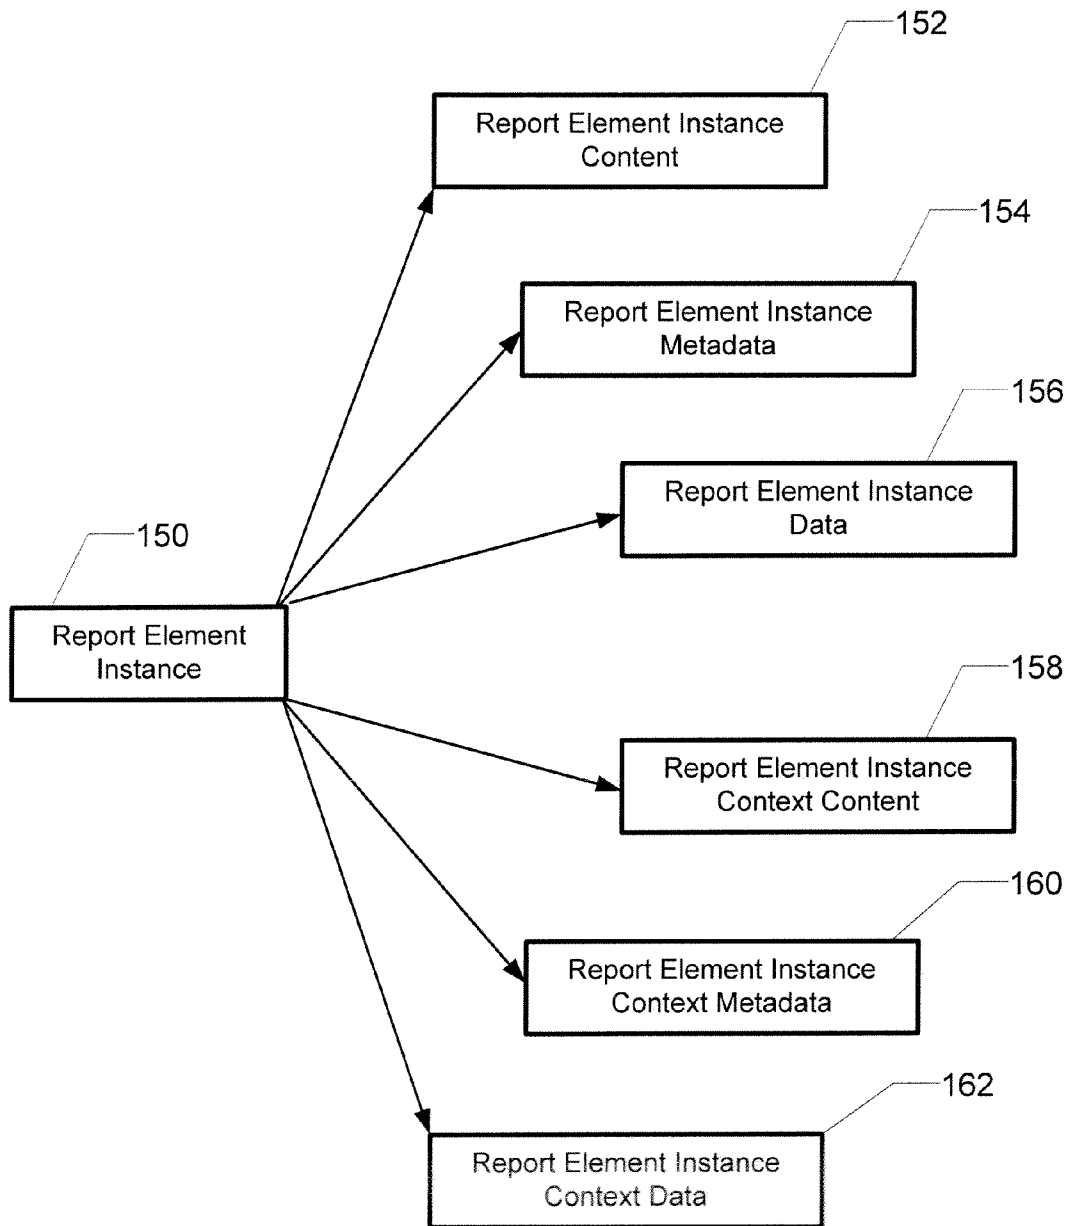 152
Report Element Instance
Content
154
Report Element Instance
Metadata
156
Report Element Instance
Data
150
Report Element
Instance
158
Report Element Instance
Context Content
160
Report Element Instance
Context Metadata
162
Report Element Instance
Context Data